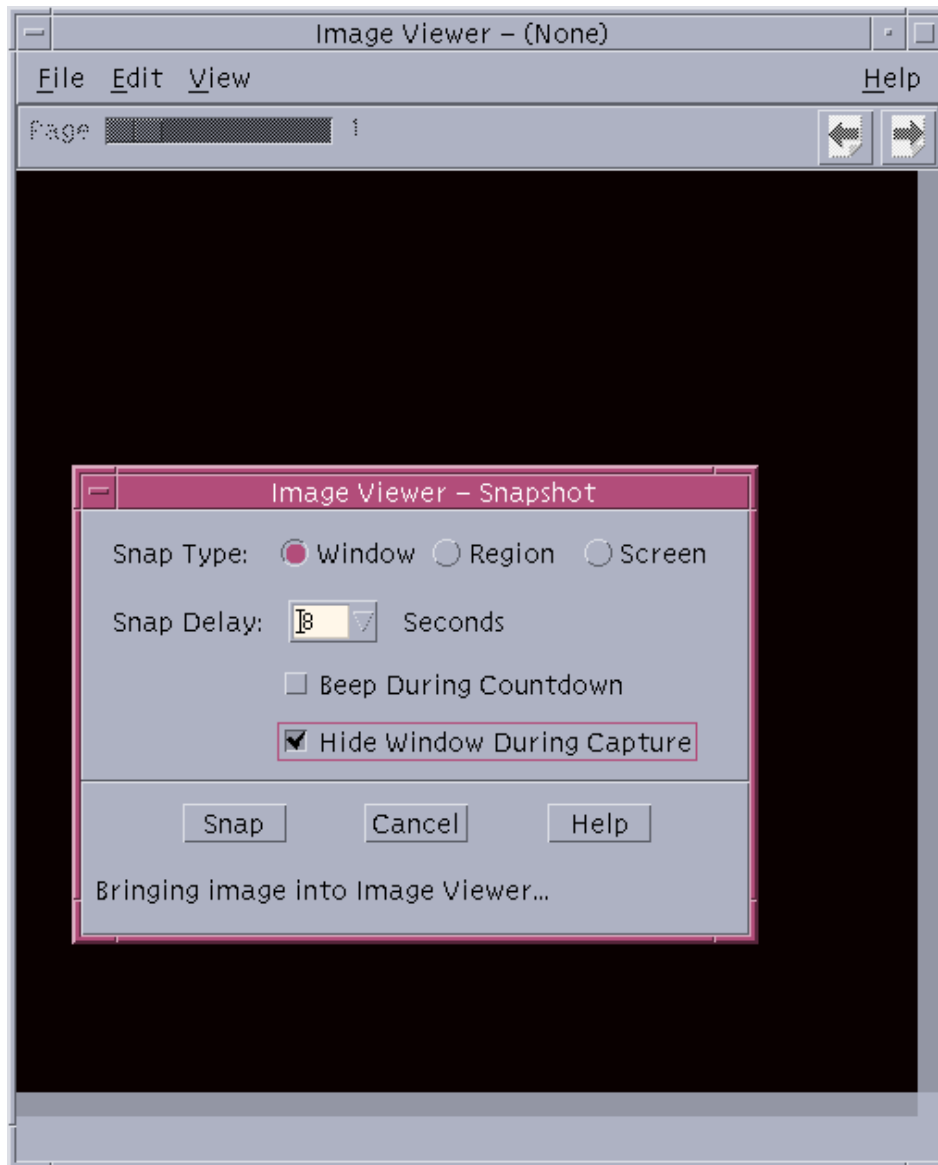 Image Viewer – (None)
File Edit View Help
Page 1
Image Viewer – Snapshot
Snap Type: Window Region Screen
Snap Delay: 8 Seconds
Beep During Countdown
Hide Window During Capture
Snap Cancel Help
Bringing image into Image Viewer...